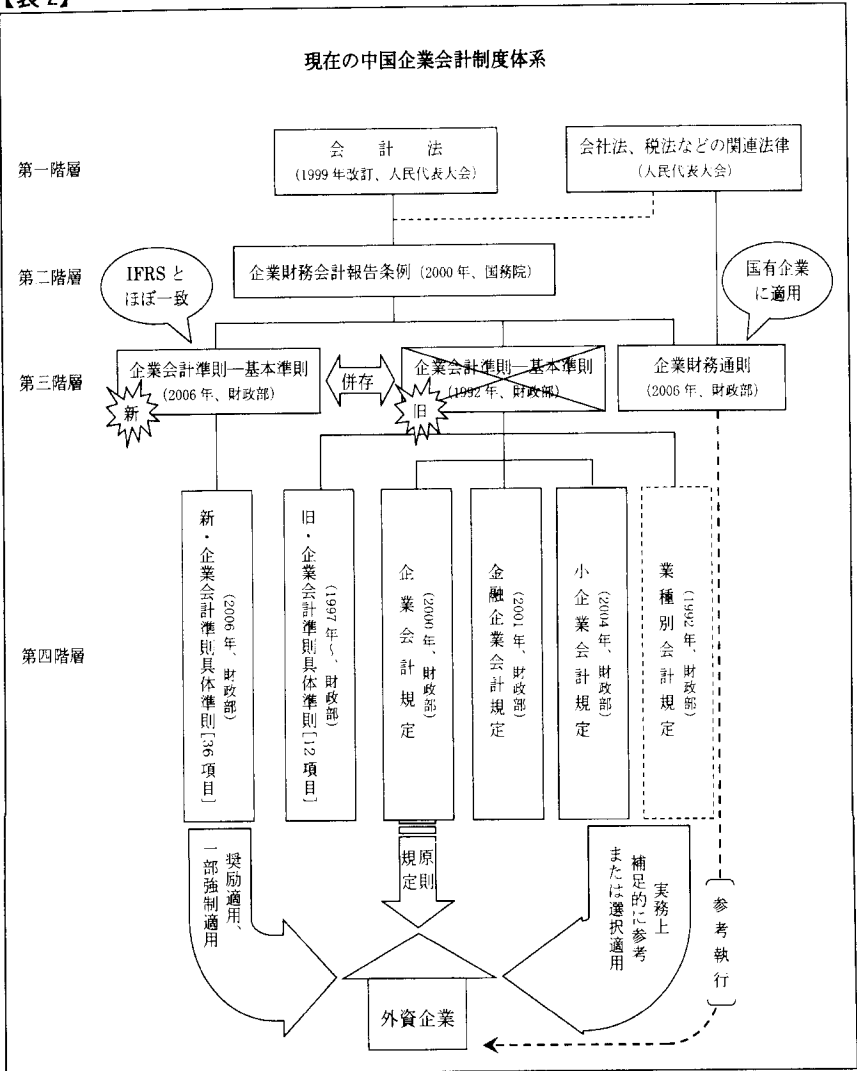 【表2】
現在の中国企業会計制度体系
第一階層
会計法
(1999年改訂、人民代表大会)
会社法、税法などの関連法律
(人民代表大会)
第二階層
IFRSと
ほぼ一致
企業財務会計報告条例(2000年、国務院)
国有企業
に適用
第三階層
企業会計準則―基本準則
(2006年、財政部)
新
併存
企業会計準則―基本準則
(1992年、財政部)
旧
企業財務通則
(2006年、財政部)
第四階層
新・企業会計準則具体準則[36項目]
(2006年、財政部)
旧・企業会計準則具体準則[12項目]
(1997年~、財政部)
企業会計規定
(2000年、財政部)
金融企業会計規定
(2001年、財政部)
小企業会計規定
(2004年、財政部)
業種別会計規定
(1992年、財政部)
奨励適用、
一部強制適用
原則
規定
実務上
補足的に参考
または選択適用
(参考執行)
外資企業